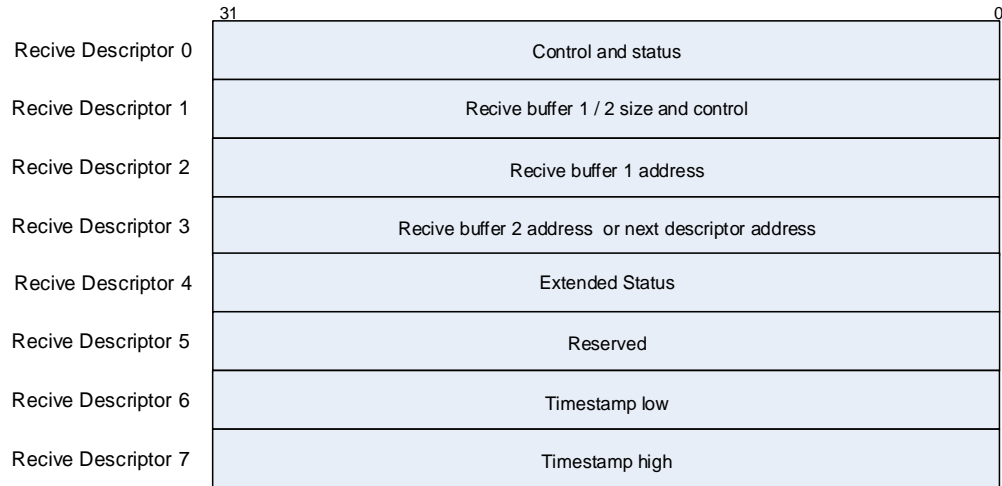 31 0
Recive Descriptor 0 Control and status
Recive Descriptor 1 Recive buffer 1 / 2 size and control
Recive Descriptor 2 Recive buffer 1 address
Recive Descriptor 3 Recive buffer 2 address or next descriptor address
Recive Descriptor 4 Extended Status
Recive Descriptor 5 Reserved
Recive Descriptor 6 Timestamp low
Recive Descriptor 7 Timestamp high